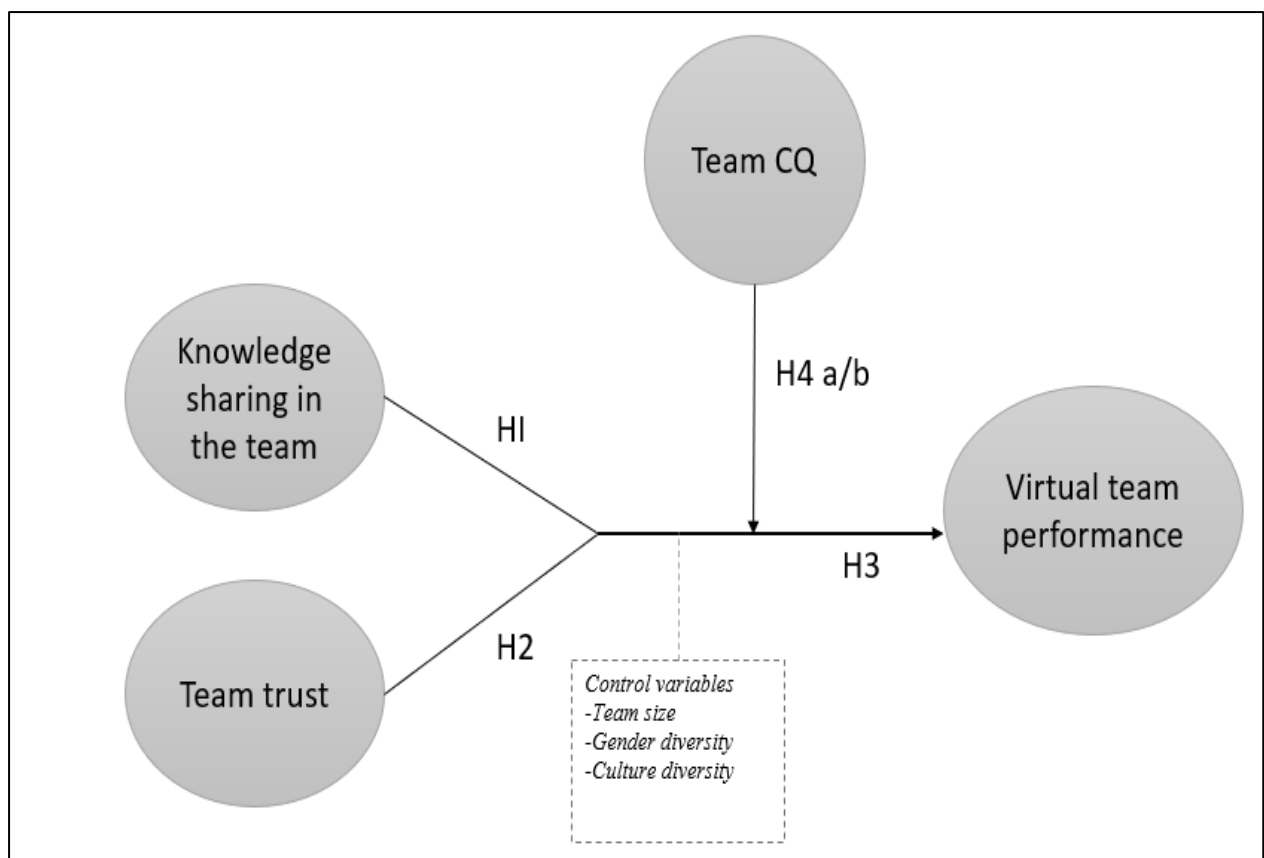 Team CQ
Knowledge
sharing in
the team
HI
H4 a/b
Virtual team
performance
H3
H2
Team trust
Control variables
-Team size
-Gender diversity
-Culture diversity